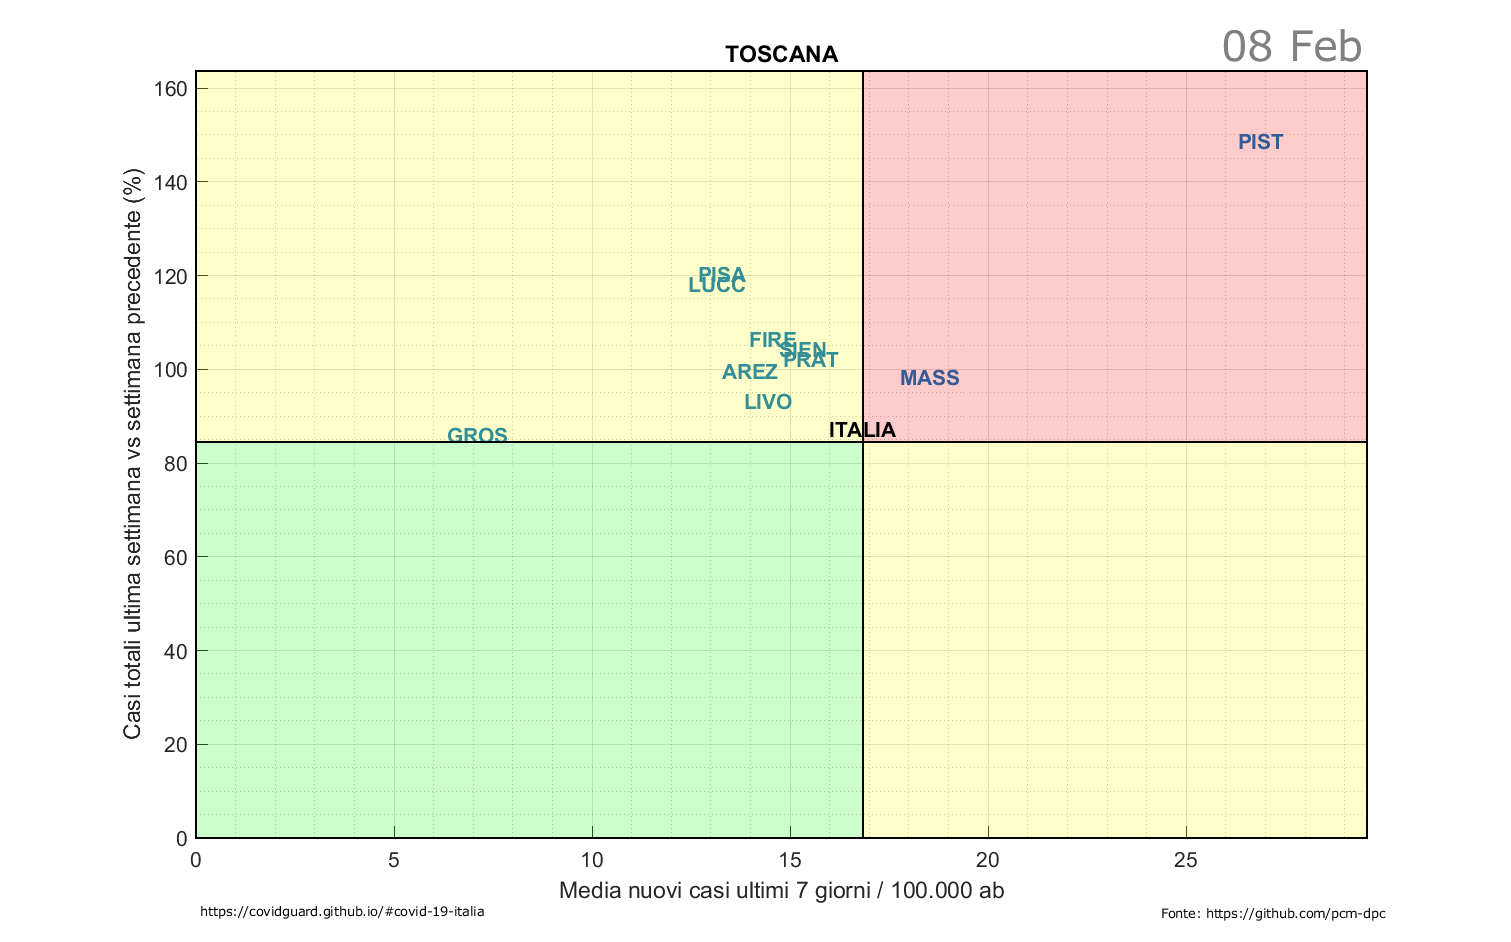 08 Feb
TOSCANA
Casi totali ultima settimana vs settimana precedente (%)
160
140
120
100
80
60
40
20
0
PIST
PISA
LUCC
FIRE
SIEN
PRAT
AREZ
MASS
LIVO
ITALIA
GROS
0 5 10 15 20 25
Media nuovi casi ultimi 7 giorni / 100.000 ab
https://covidguard.github.io/#covid-19-italia
Fonte: https://github.com/pcm-dpc